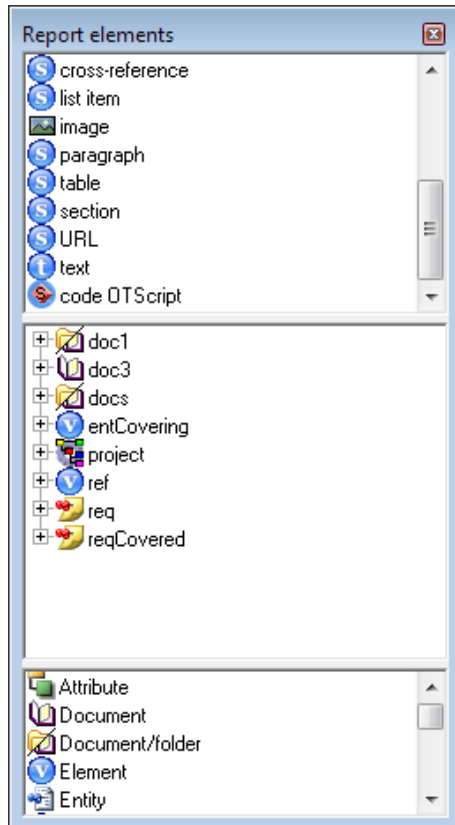 Report elements
cross-reference
list item
image
paragraph
table
section
URL
text
code OTScript
doc1
doc3
docs
entCovering
project
ref
req
reqCovered
Attribute
Document
Document/folder
Element
Entity